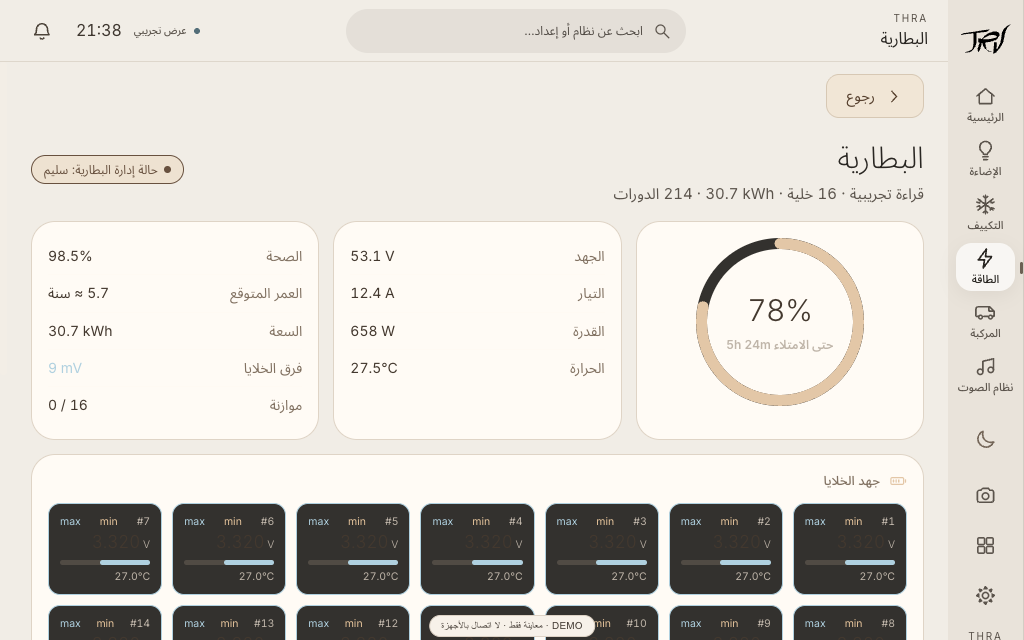 THRA
البطارية
ابحث عن نظام أو إعداد...
عرض تجريبي
21:38
الرئيسية
الإضاءة
التكييف
الطاقة
المركبة
نظام الصوت
THRA
رجوع
البطارية
قراءة تجريبية · 16 خلية · 30.7 kWh · 214 الدورات
حالة إدارة البطارية: سليم
78%
حتى الامتلاء 5h 24m
الجهد 53.1 V
التيار 12.4 A
القدرة 658 W
الحرارة 27.5°C
الصحة 98.5%
العمر المتوقع 5.7 ≈ سنة
السعة 30.7 kWh
فرق الخلايا 9 mV
موازنة 0 / 16
جهد الخلايا
#1 min max
3.320 V
27.0°C
#2 min max
3.320 V
27.0°C
#3 min max
3.320 V
27.0°C
#4 min max
3.320 V
27.0°C
#5 min max
3.320 V
27.0°C
#6 min max
3.320 V
27.0°C
#7 min max
3.320 V
27.0°C
#8 min max
#9 min max
#10 min
#12 min max
#13 min max
#14 min max
DEMO · معاينة فقط · لا اتصال بالأجهزة